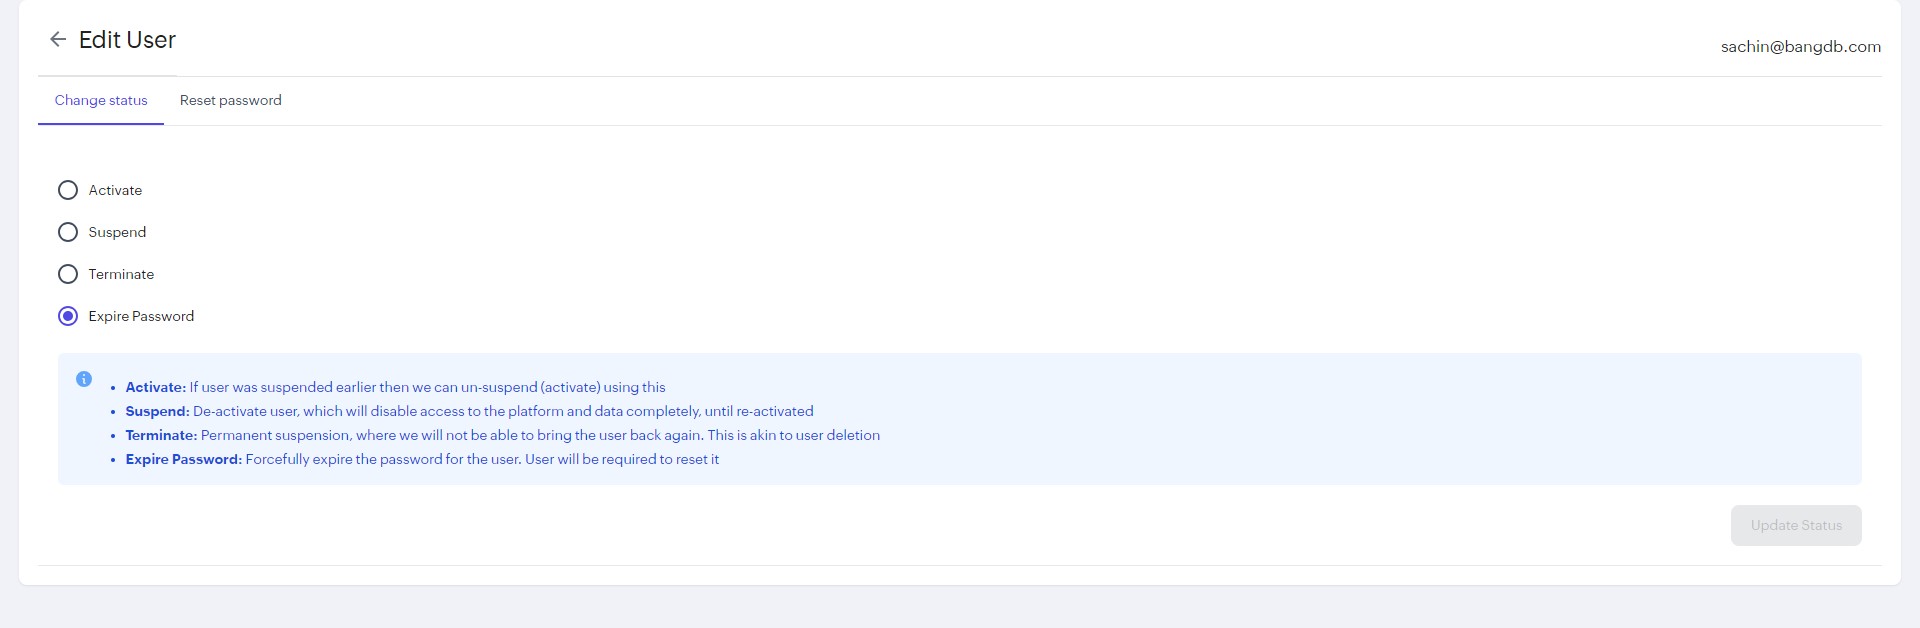 Edit User
sachin@bangdb.com
Change status
Reset password
Activate
Suspend
Terminate
Expire Password
Activate: If user was suspended earlier then we can un-suspend (activate) using this
Suspend: De-activate user, which will disable access to the platform and data completely, until re-activated
Terminate: Permanent suspension, where we will not be able to bring the user back again. This is akin to user deletion
Expire Password: Forcefully expire the password for the user. User will be required to reset it
Update Status